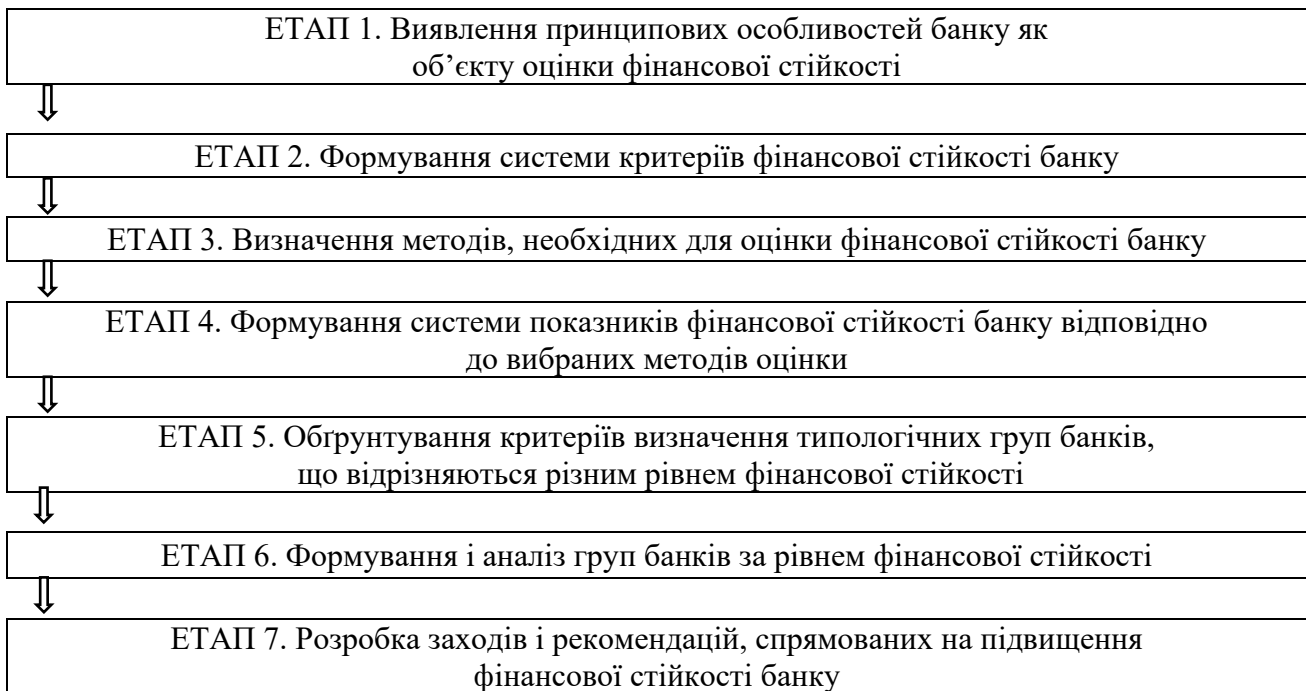 ЕТАП 1. Виявлення принципових особливостей банку як
об’єкту оцінки фінансової стійкості
ЕТАП 2. Формування системи критеріїв фінансової стійкості банку
ЕТАП 3. Визначення методів, необхідних для оцінки фінансової стійкості банку
ЕТАП 4. Формування системи показників фінансової стійкості банку відповідно
до вибраних методів оцінки
ЕТАП 5. Обґрунтування критеріїв визначення типологічних груп банків,
що відрізняються різним рівнем фінансової стійкості
ЕТАП 6. Формування і аналіз груп банків за рівнем фінансової стійкості
ЕТАП 7. Розробка заходів і рекомендацій, спрямованих на підвищення
фінансової стійкості банку